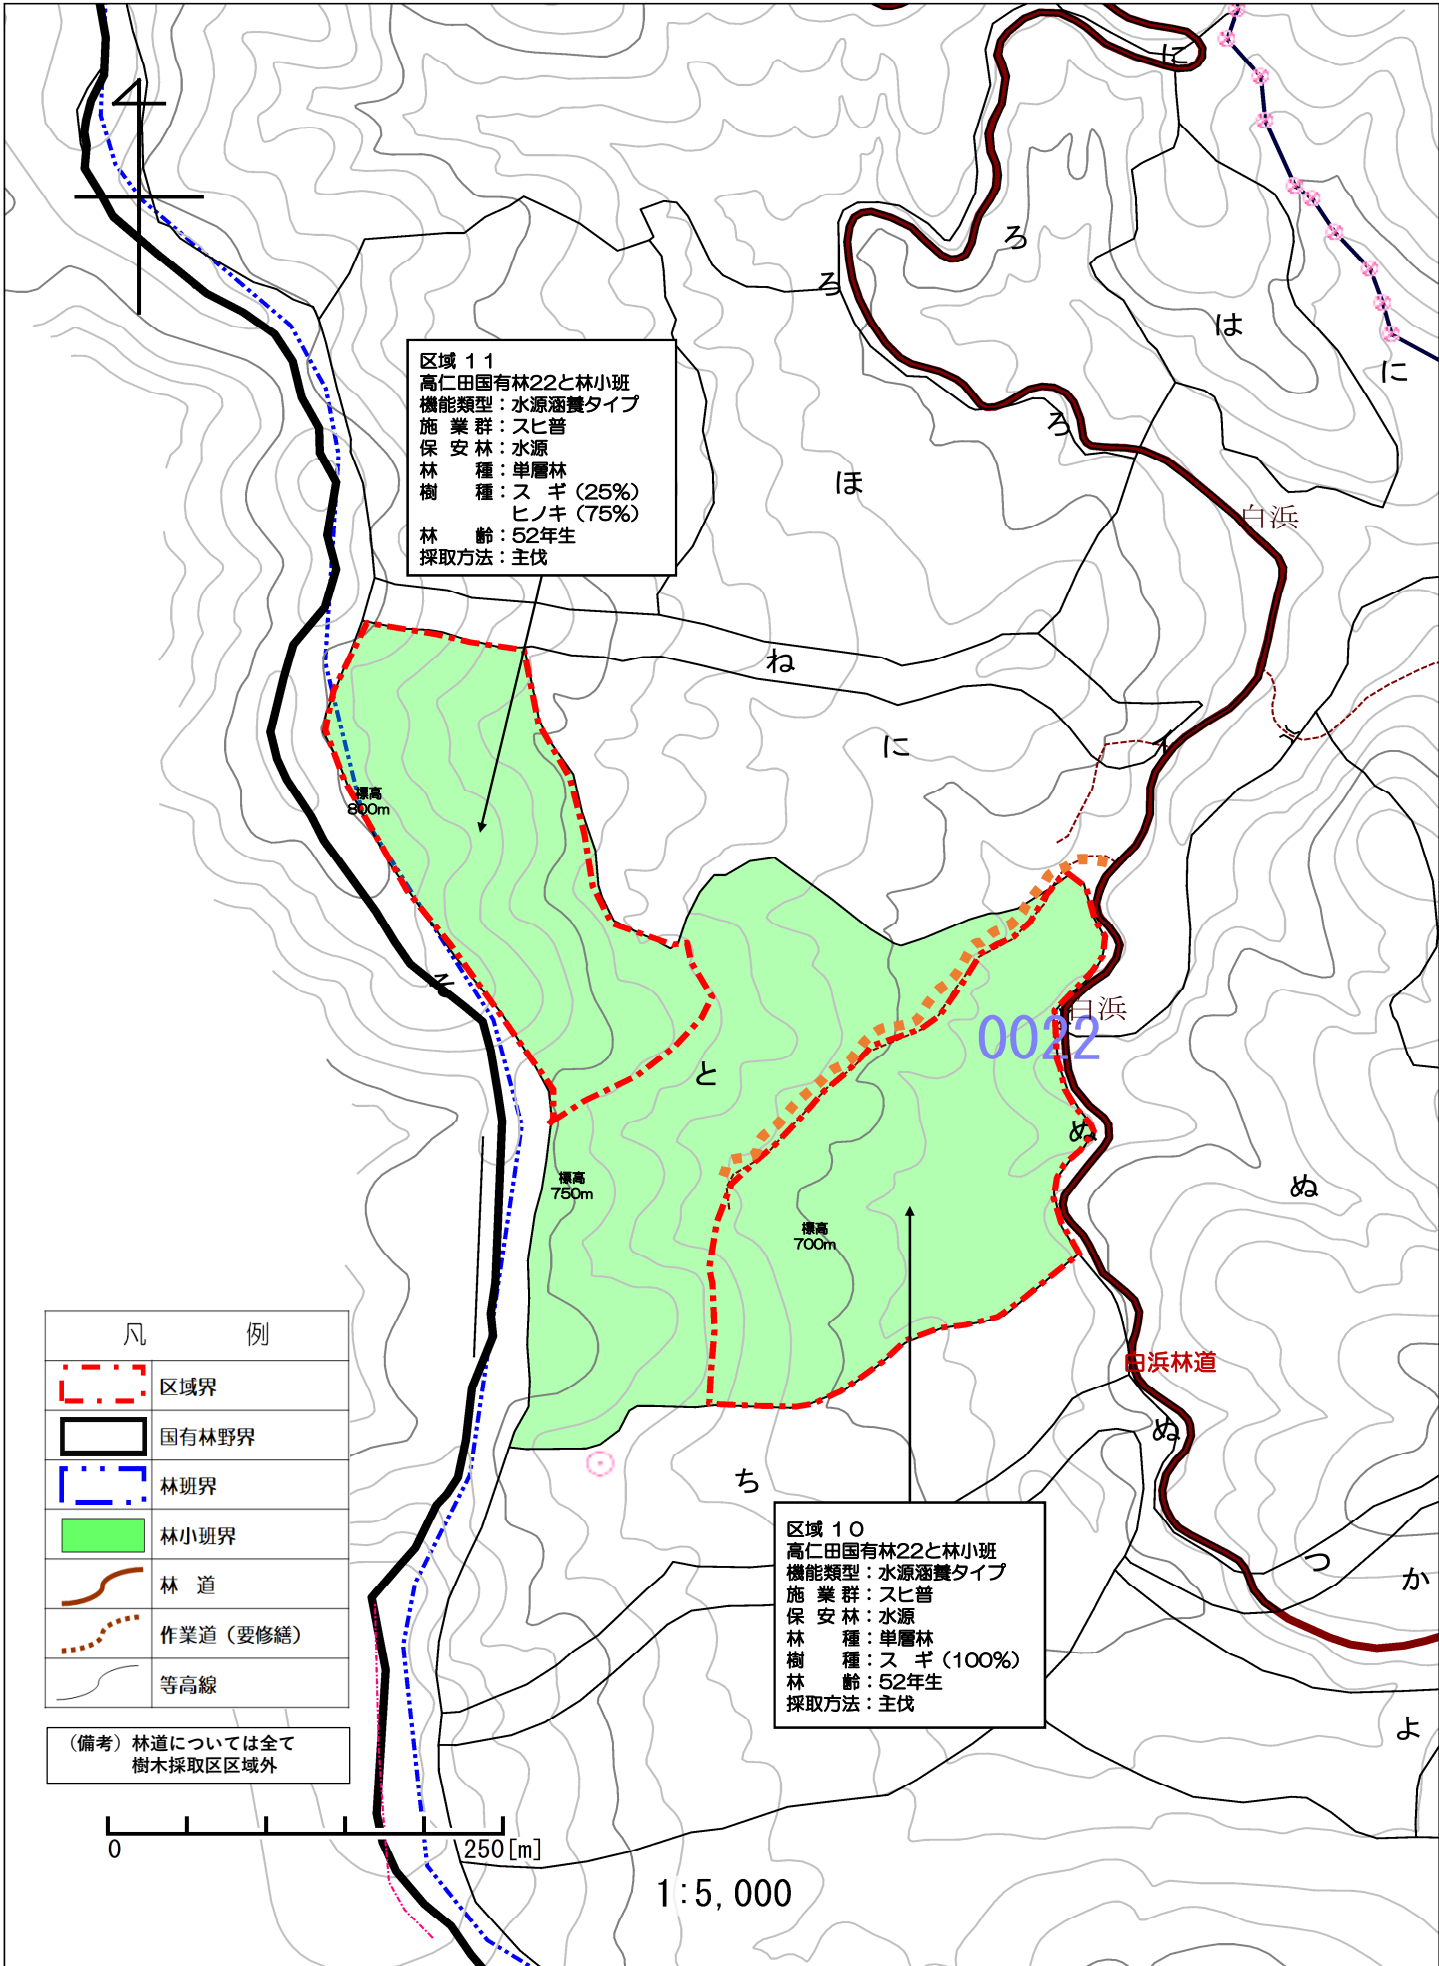 に
ろ
ろ
は
に
ろ
区域 11
高仁田国有林22と林小班
機能類型：水源涵養タイプ
施 業 群：スヒ普
保 安 林：水源
林　　種：単層林
樹　　種：ス ギ（25%）
ヒノキ（75%）
林　　齢：52年生
採取方法：主伐
ほ
白浜
ね
に
イ
標高
800m
そ
白浜
0022
と
ぬ
標高
750m
ぬ
標高
700m
凡　　例
区域界
国有林野界
林班界
林小班界
林　道
作業道（要修繕）
等高線
白浜林道
ぬ
ち
区域 10
高仁田国有林22と林小班
機能類型：水源涵養タイプ
施 業 群：スヒ普
保 安 林：水源
林　　種：単層林
樹　　種：ス ギ（100%）
林　　齢：52年生
採取方法：主伐
つ
か
よ
（備考）林道については全て
樹木採取区区域外
0　250[m]
1:5,000